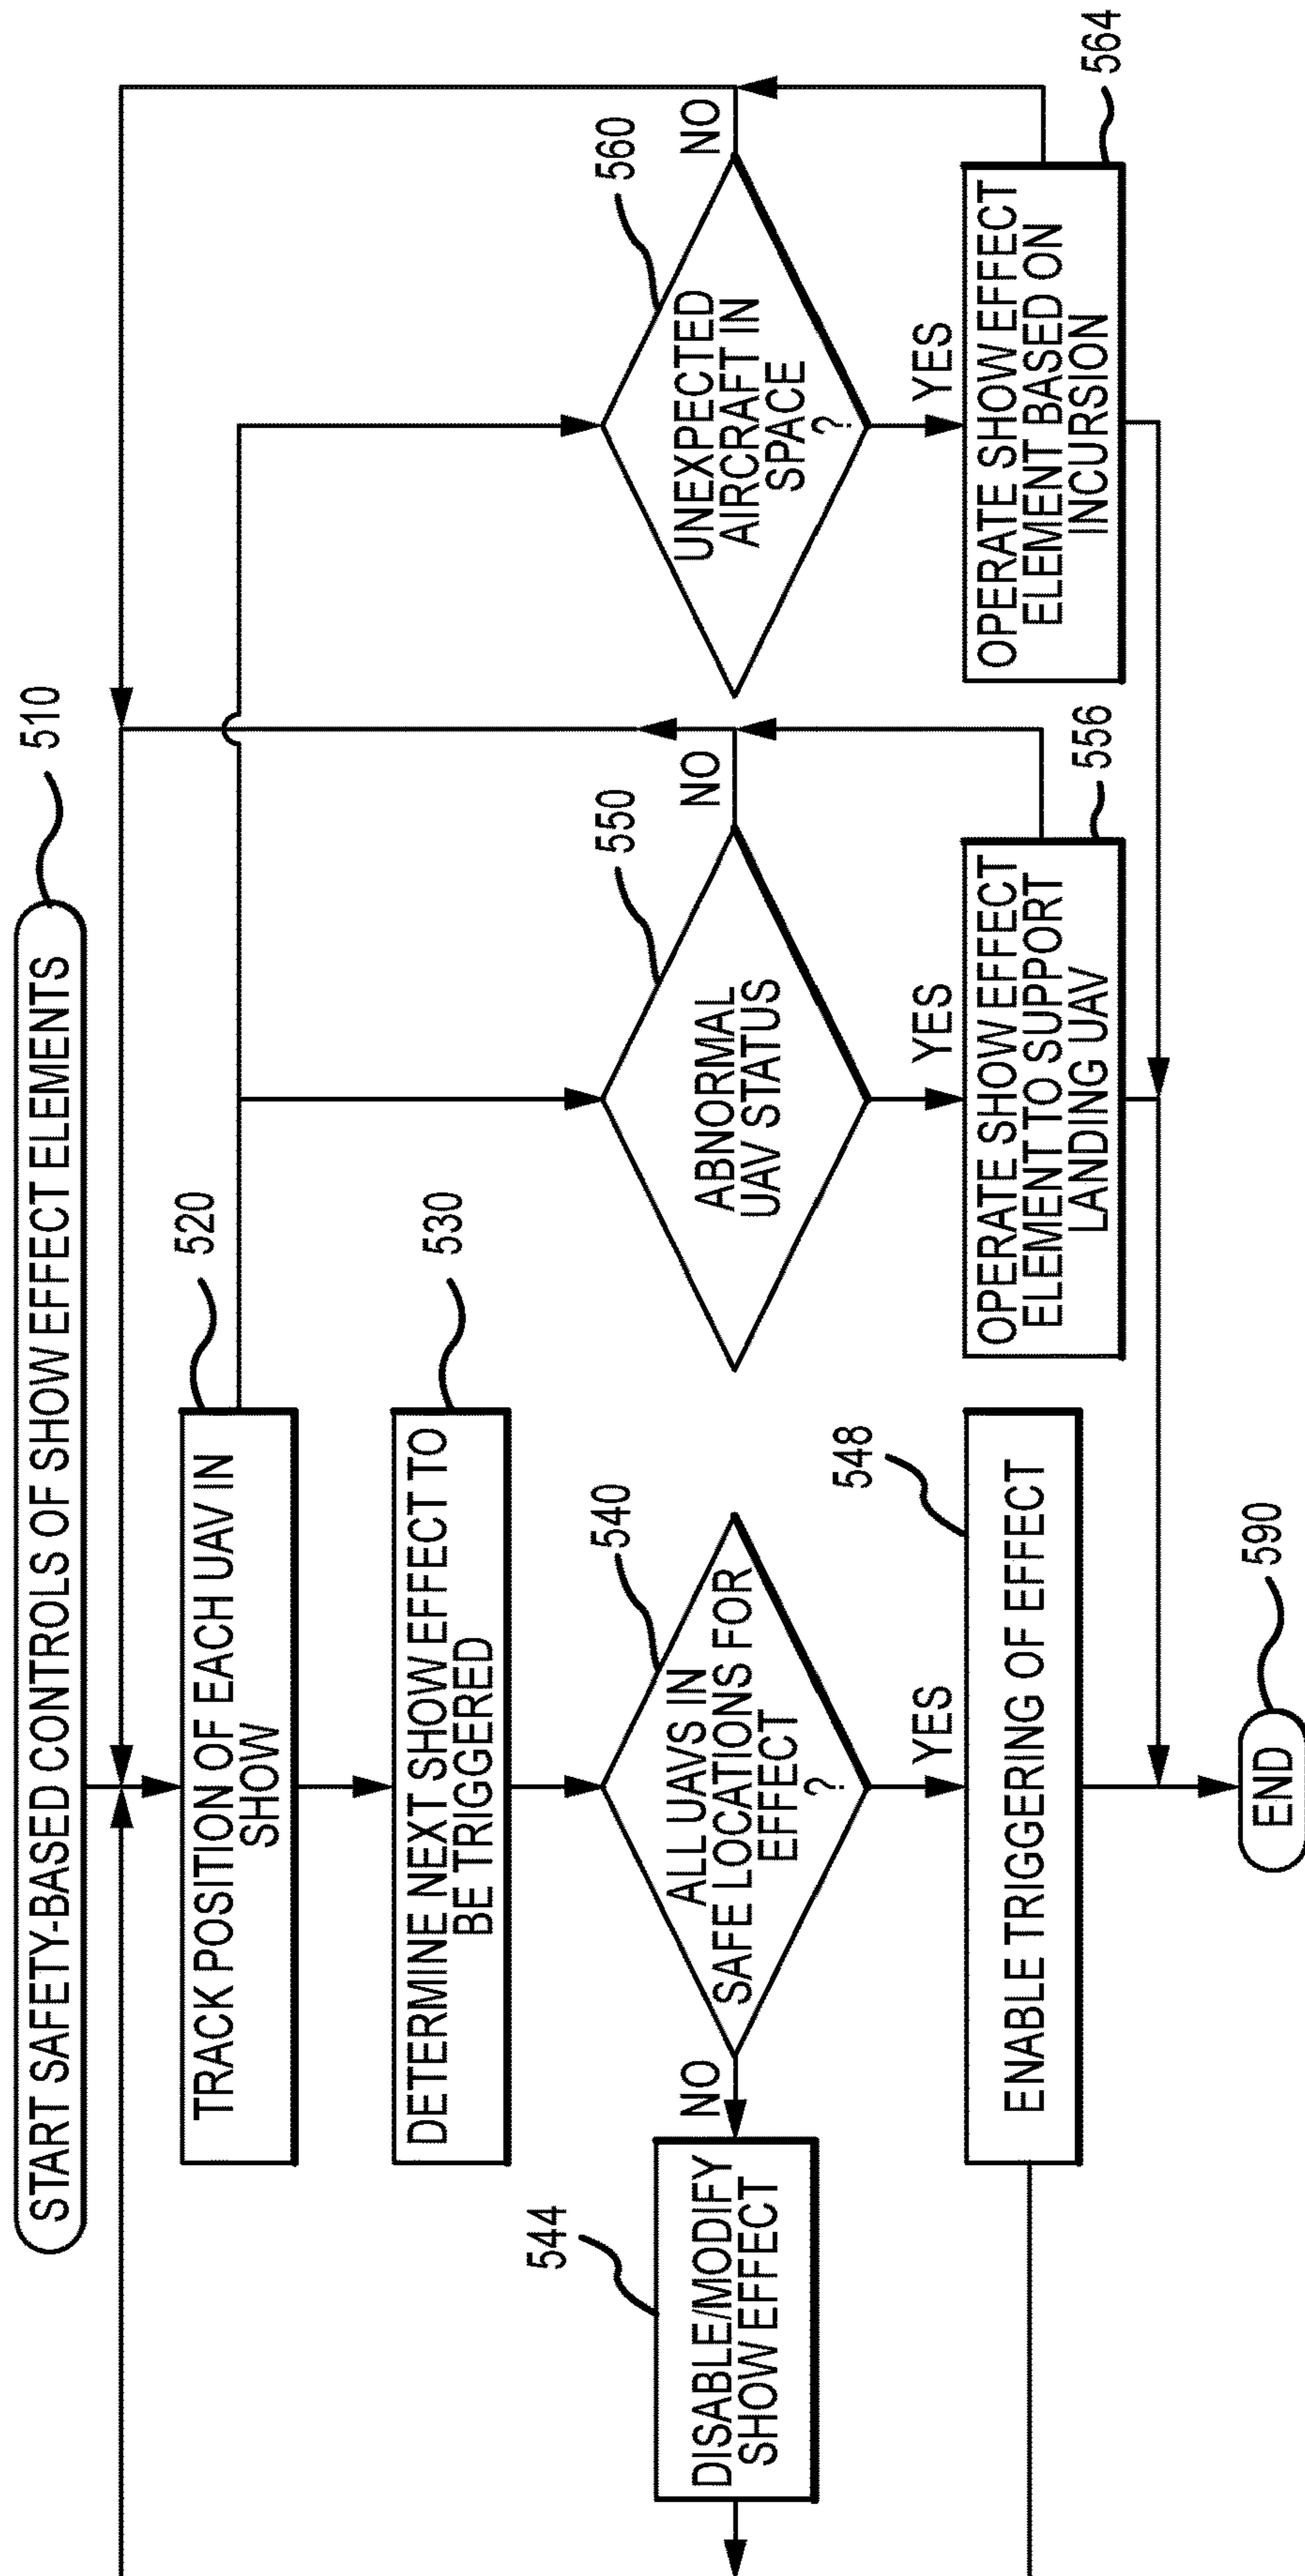 START SAFETY-BASED CONTROLS OF SHOW EFFECT ELEMENTS
510
TRACK POSITION OF EACH UAV IN
SHOW
520
DETERMINE NEXT SHOW EFFECT TO
BE TRIGGERED
530
ALL UAVS IN
SAFE LOCATIONS FOR
EFFECT
?
540
NO
DISABLE/MODIFY
SHOW EFFECT
544
YES
ENABLE TRIGGERING OF EFFECT
548
ABNORMAL
UAV STATUS
550
NO
YES
OPERATE SHOW EFFECT
ELEMENT TO SUPPORT
LANDING UAV
556
UNEXPECTED
AIRCRAFT IN
SPACE
?
560
NO
YES
OPERATE SHOW EFFECT
ELEMENT BASED ON
INCURSION
564
END
590